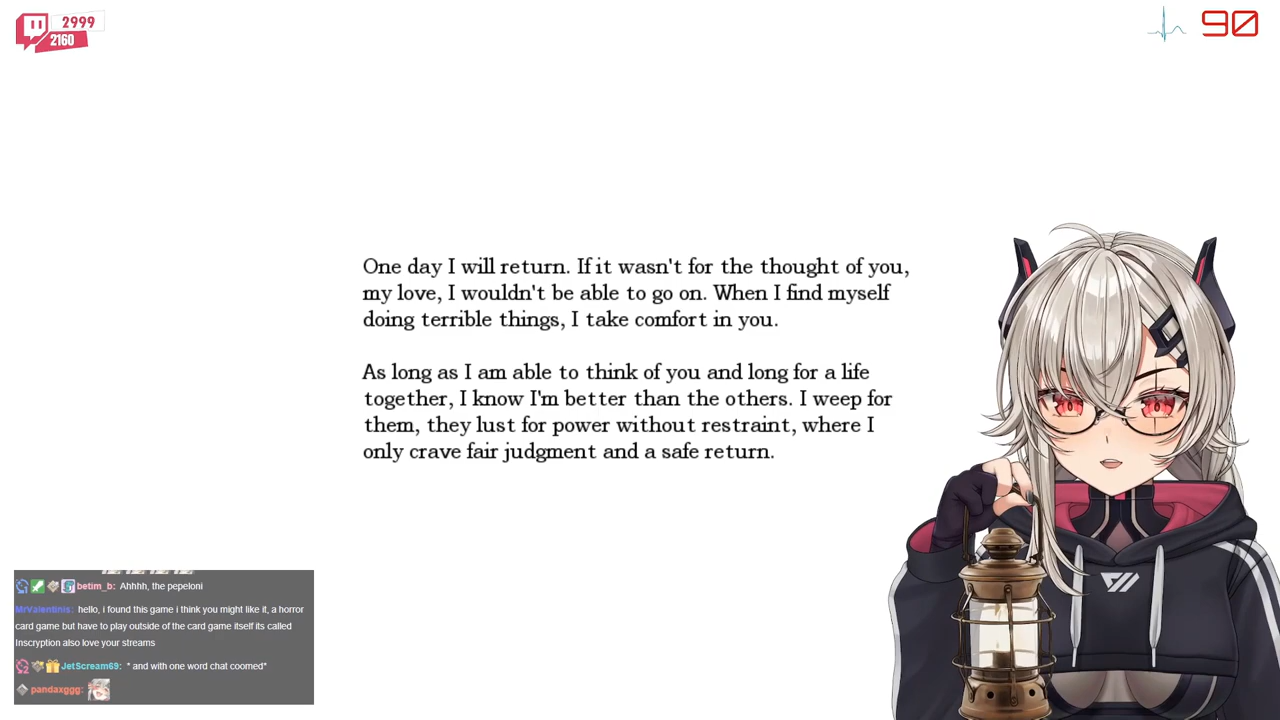 2999
2160
90
One day I will return. If it wasn't for the thought of you,
my love, I wouldn't be able to go on. When I find myself
doing terrible things, I take comfort in you.
As long as I am able to think of you and long for a life
together, I know I'm better than the others. I weep for
them, they lust for power without restraint, where I
only crave fair judgment and a safe return.
betim_b: Ahhhh, the pepeloni
MrValentinis: hello, i found this game i think you might like it, a horror
card game but have to play outside of the card game itself its called
Inscryption also love your streams
JetScream69: * and with one word chat coomed*
pandaxggg: